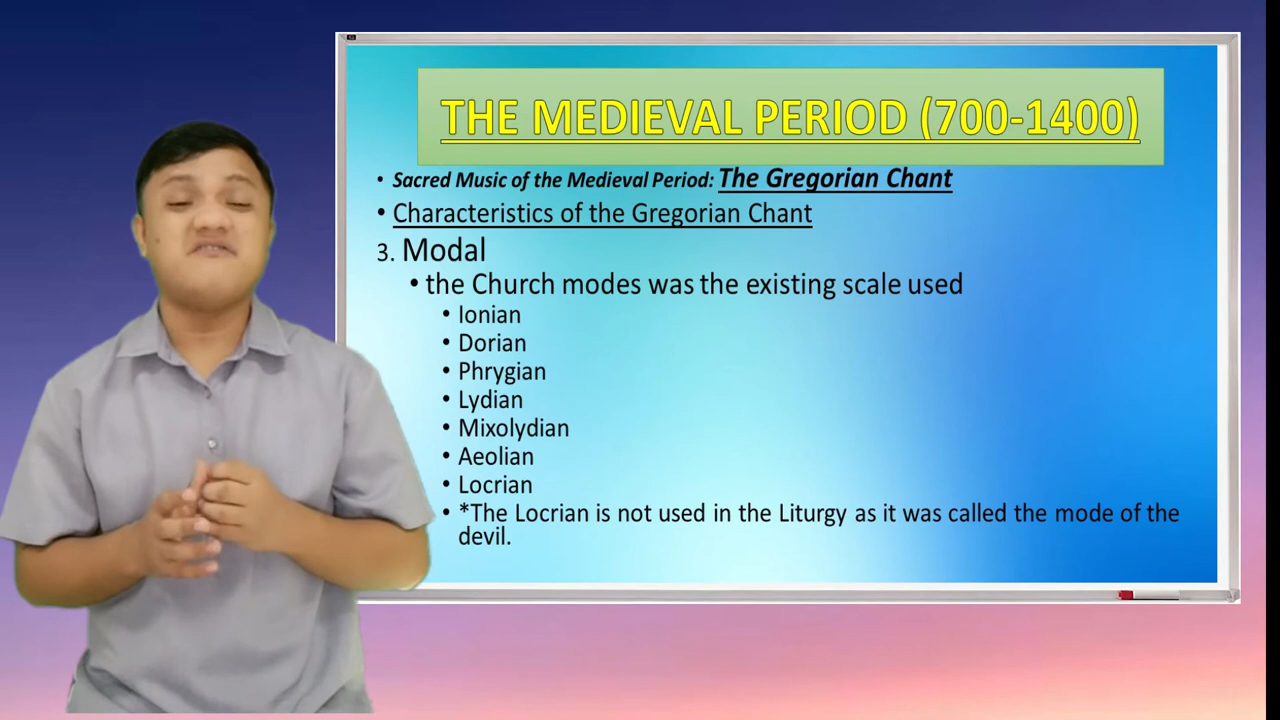 THE MEDIEVAL PERIOD (700-1400)
• Sacred Music of the Medieval Period: The Gregorian Chant
• Characteristics of the Gregorian Chant
3. Modal
• the Church modes was the existing scale used
• Ionian
• Dorian
• Phrygian
• Lydian
• Mixolydian
• Aeolian
• Locrian
• *The Locrian is not used in the Liturgy as it was called the mode of the
devil.